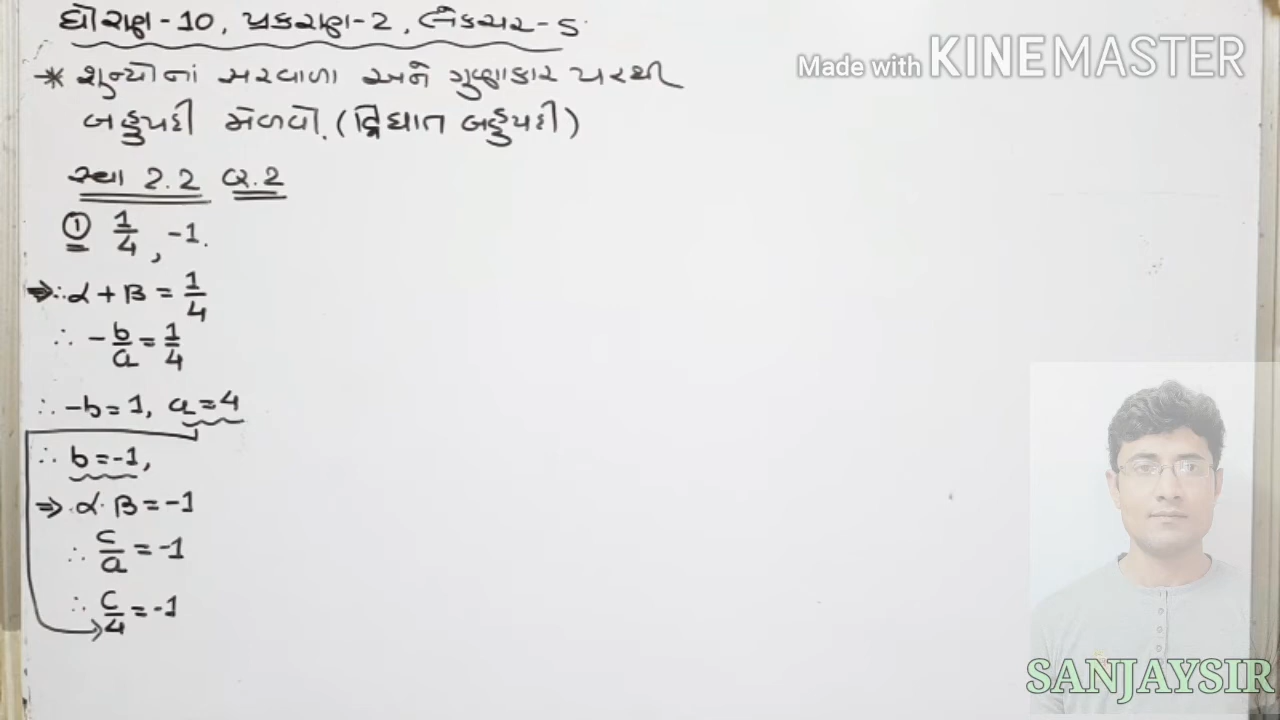 ધોરણ-10, પ્રકરણ-2, લેકચર-5
* શુન્યોનાં સરવાળા અને ગુણાકાર પરથી
બહુપદી મેળવો. (દ્વિઘાત બહુપદી)
સ્વા 2.2 Q.2
① 1/4, -1.
⇒ ∴ α + β = 1/4
∴ -b/a = 1/4
∴ -b = 1, a = 4
∴ b = -1,
⇒ ∴ α · β = -1
∴ c/a = -1
∴ c/4 = -1
Made with KINEMASTER
SANJAYSIR